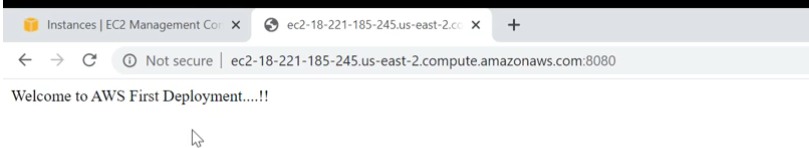 Instances | EC2 Management Cor
ec2-18-221-185-245.us-east-2.co
Not secure | ec2-18-221-185-245.us-east-2.compute.amazonaws.com:8080
Welcome to AWS First Deployment....!!